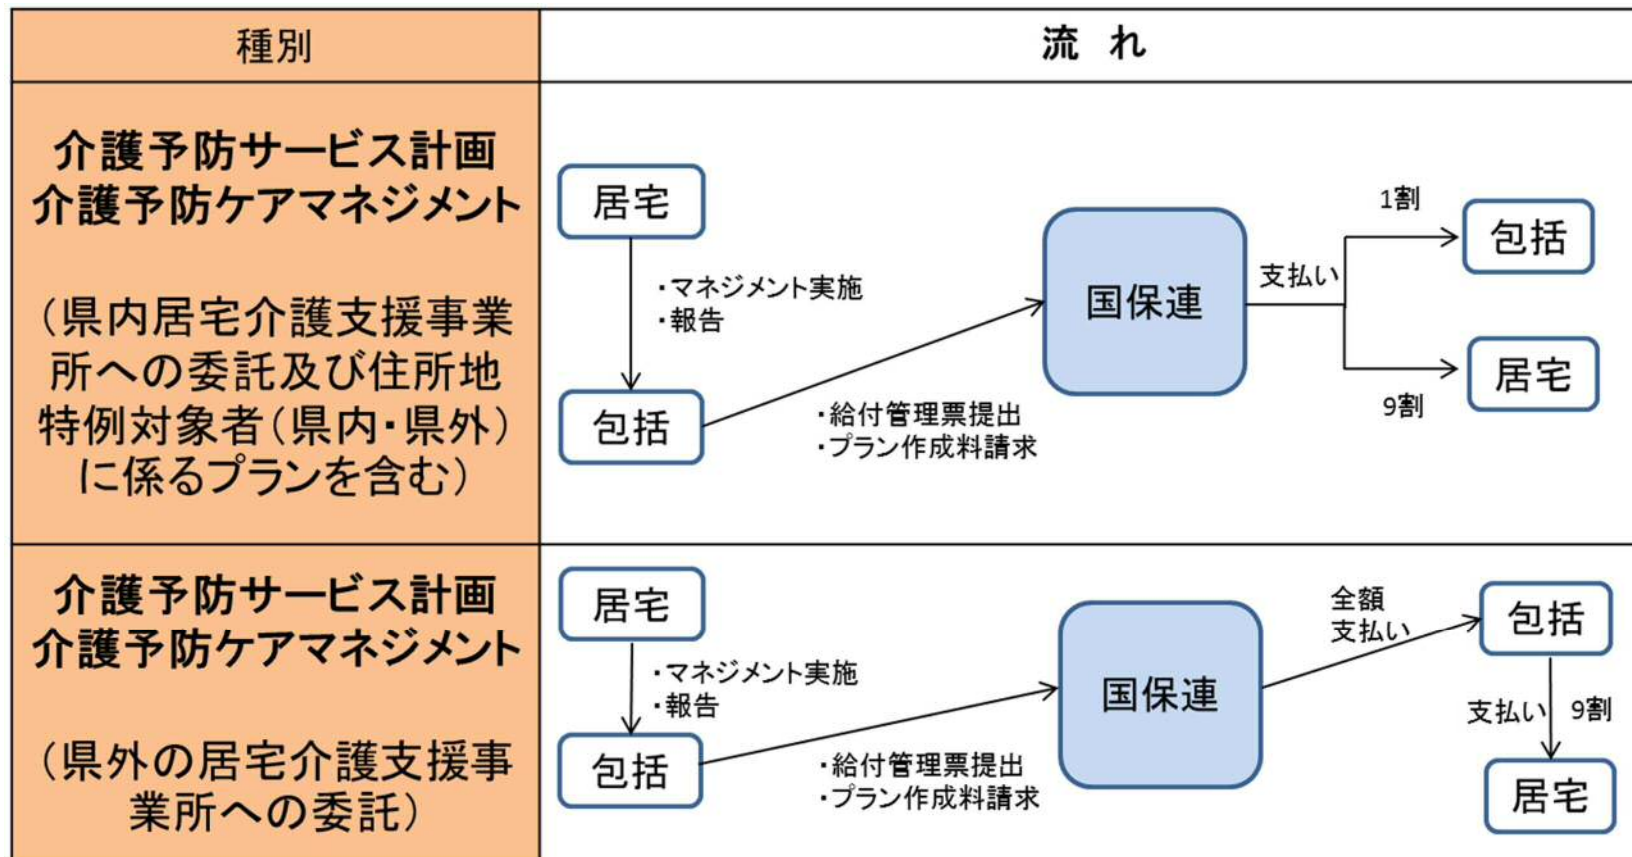 種別
流 れ
介護予防サービス計画
介護予防ケアマネジメント
（県内居宅介護支援事業
所への委託及び住所地
特例対象者（県内・県外）
に係るプランを含む）
居宅
・マネジメント実施
・報告
包括
・給付管理票提出
・プラン作成料請求
国保連
支払い
1割
包括
9割
居宅
介護予防サービス計画
介護予防ケアマネジメント
（県外の居宅介護支援事
業所への委託）
居宅
・マネジメント実施
・報告
包括
・給付管理票提出
・プラン作成料請求
国保連
全額
支払い
包括
支払い 9割
居宅